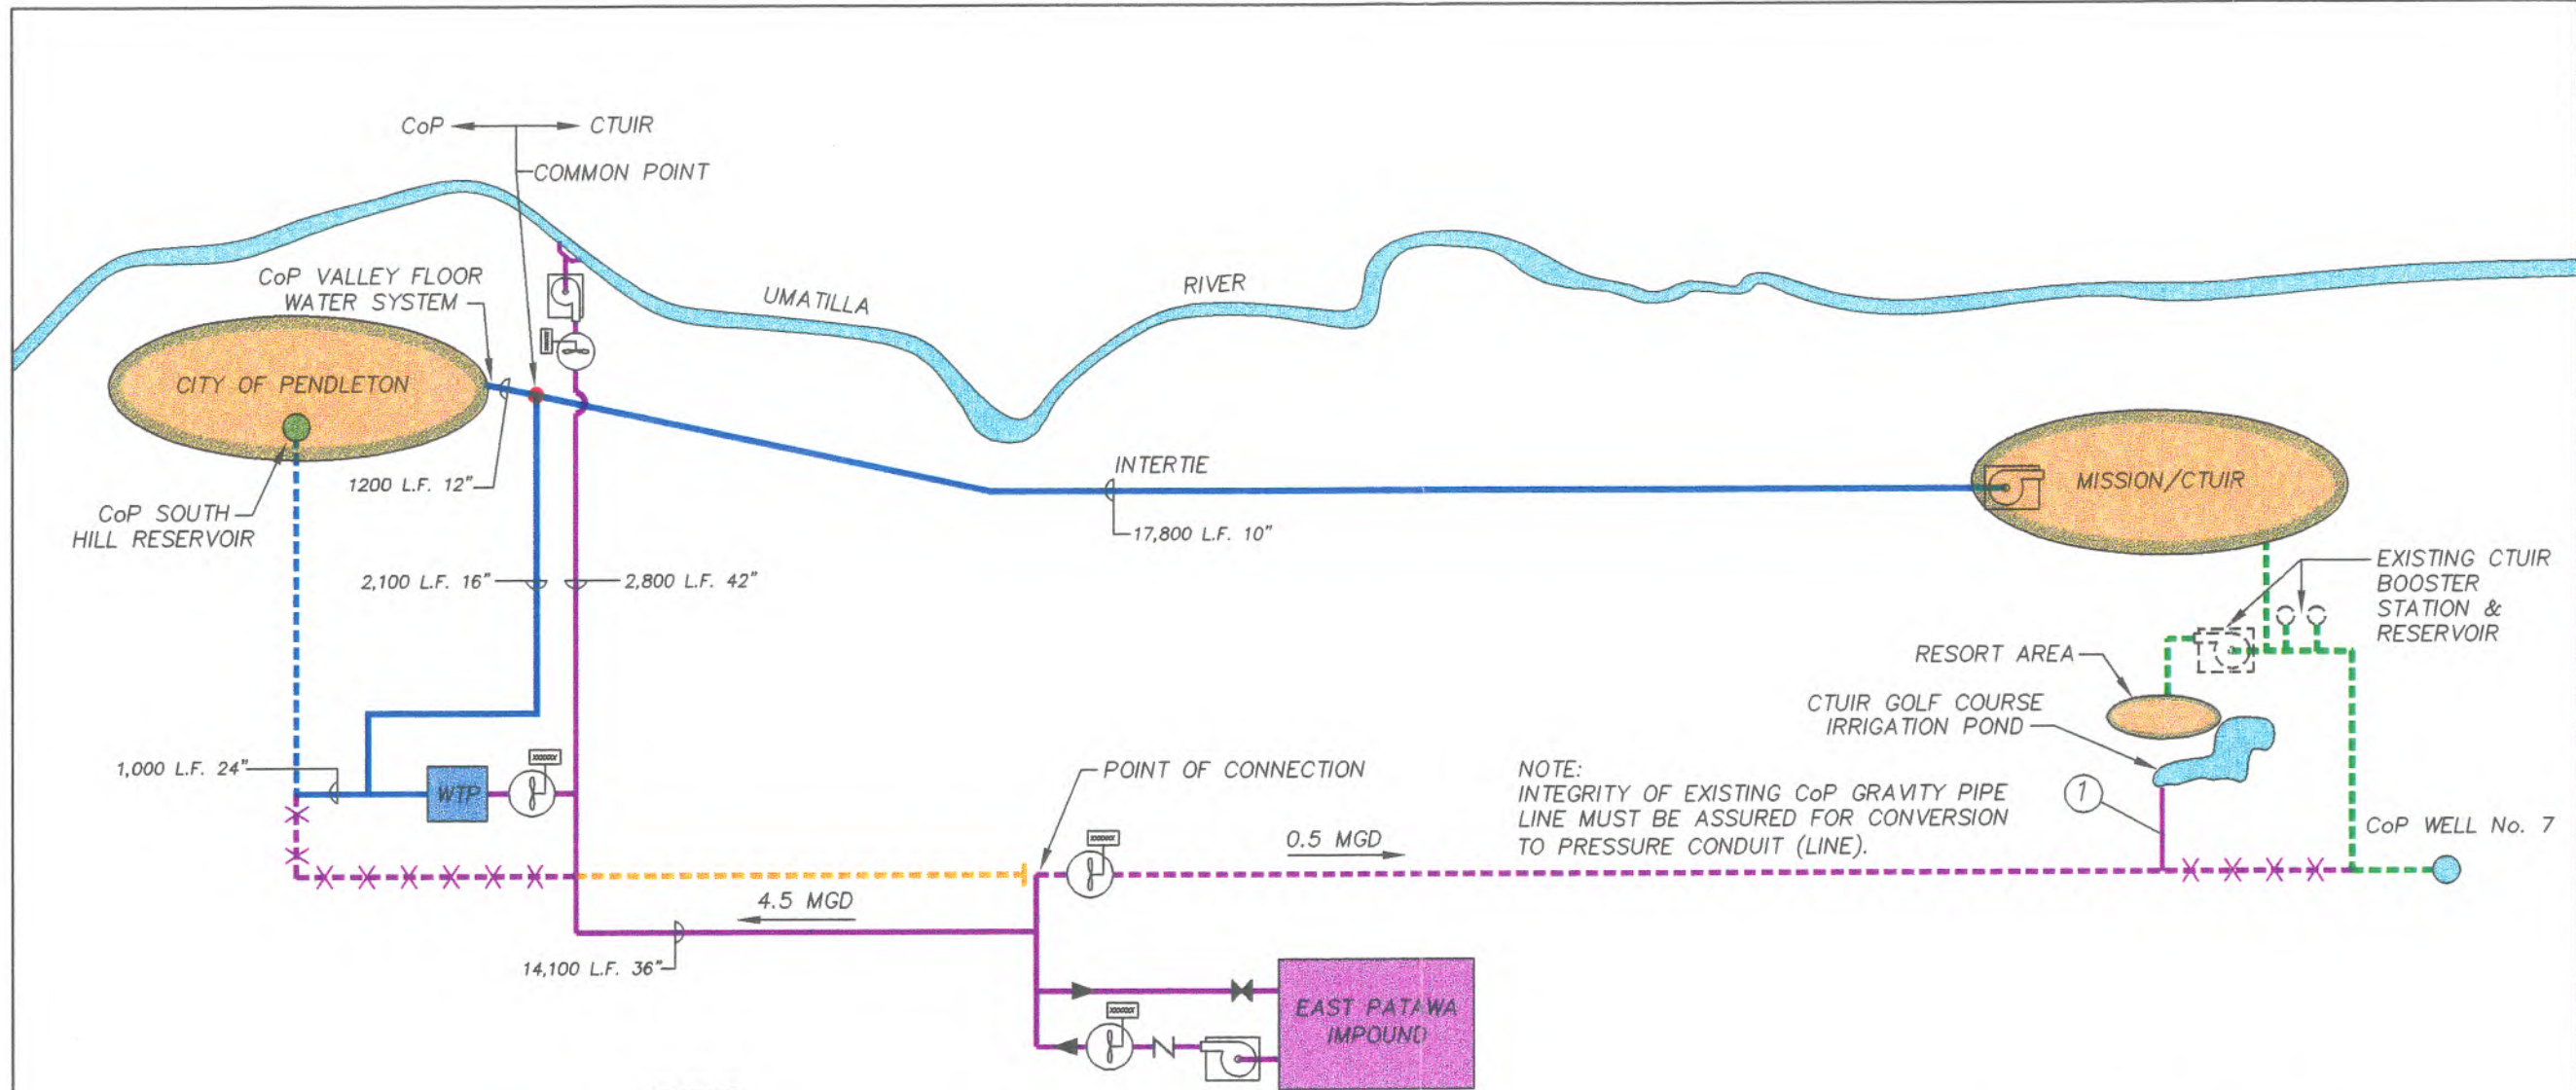 CoP
CTUIR
COMMON POINT
CoP VALLEY FLOOR
WATER SYSTEM
UMATILLA
RIVER
CITY OF PENDLETON
1200 L.F. 12"
CoP SOUTH
HILL RESERVOIR
INTERTIE
17,800 L.F. 10"
MISSION/CTUIR
2,100 L.F. 16"
2,800 L.F. 42"
EXISTING CTUIR
BOOSTER
STATION &
RESERVOIR
RESORT AREA
CTUIR GOLF COURSE
IRRIGATION POND
1,000 L.F. 24"
WTP
POINT OF CONNECTION
NOTE:
INTEGRITY OF EXISTING CoP GRAVITY PIPE
LINE MUST BE ASSURED FOR CONVERSION
TO PRESSURE CONDUIT (LINE).
1
CoP WELL No. 7
0.5 MGD
4.5 MGD
14,100 L.F. 36"
EAST PATAWA
IMPOUND